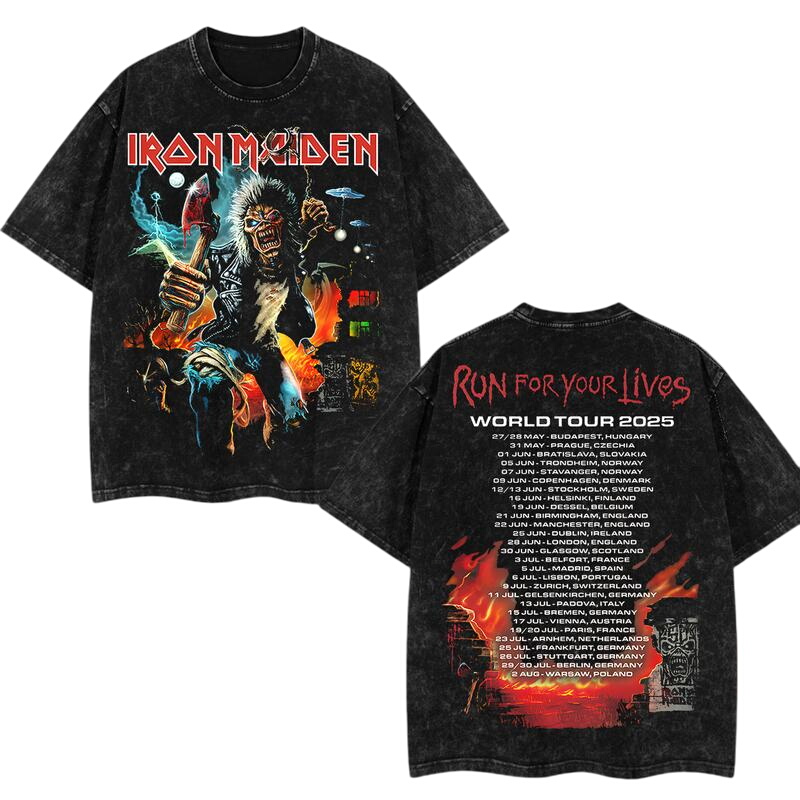 IRON MAIDEN
RUN FOR YOUR LIVES
WORLD TOUR 2025
27/28 MAY - BUDAPEST, HUNGARY
31 MAY - PRAGUE, CZECHIA
01 JUN - BRATISLAVA, SLOVAKIA
05 JUN - TRONDHEIM, NORWAY
07 JUN - STAVANGER, NORWAY
09 JUN - COPENHAGEN, DENMARK
12/13 JUN - STOCKHOLM, SWEDEN
16 JUN - HELSINKI, FINLAND
19 JUN - DESSEL, BELGIUM
21 JUN - BIRMINGHAM, ENGLAND
22 JUN - MANCHESTER, ENGLAND
25 JUN - DUBLIN, IRELAND
28 JUN - LONDON, ENGLAND
30 JUN - GLASGOW, SCOTLAND
3 JUL - BELFORT, FRANCE
5 JUL - MADRID, SPAIN
6 JUL - LISBON, PORTUGAL
9 JUL - ZURICH, SWITZERLAND
11 JUL - GELSENKIRCHEN, GERMANY
13 JUL - PADOVA, ITALY
15 JUL - BREMEN, GERMANY
17 JUL - VIENNA, AUSTRIA
19/20 JUL - PARIS, FRANCE
23 JUL - ARNHEM, NETHERLANDS
25 JUL - FRANKFURT, GERMANY
26 JUL - STUTTGART, GERMANY
29/30 JUL - BERLIN, GERMANY
2 AUG - WARSAW, POLAND